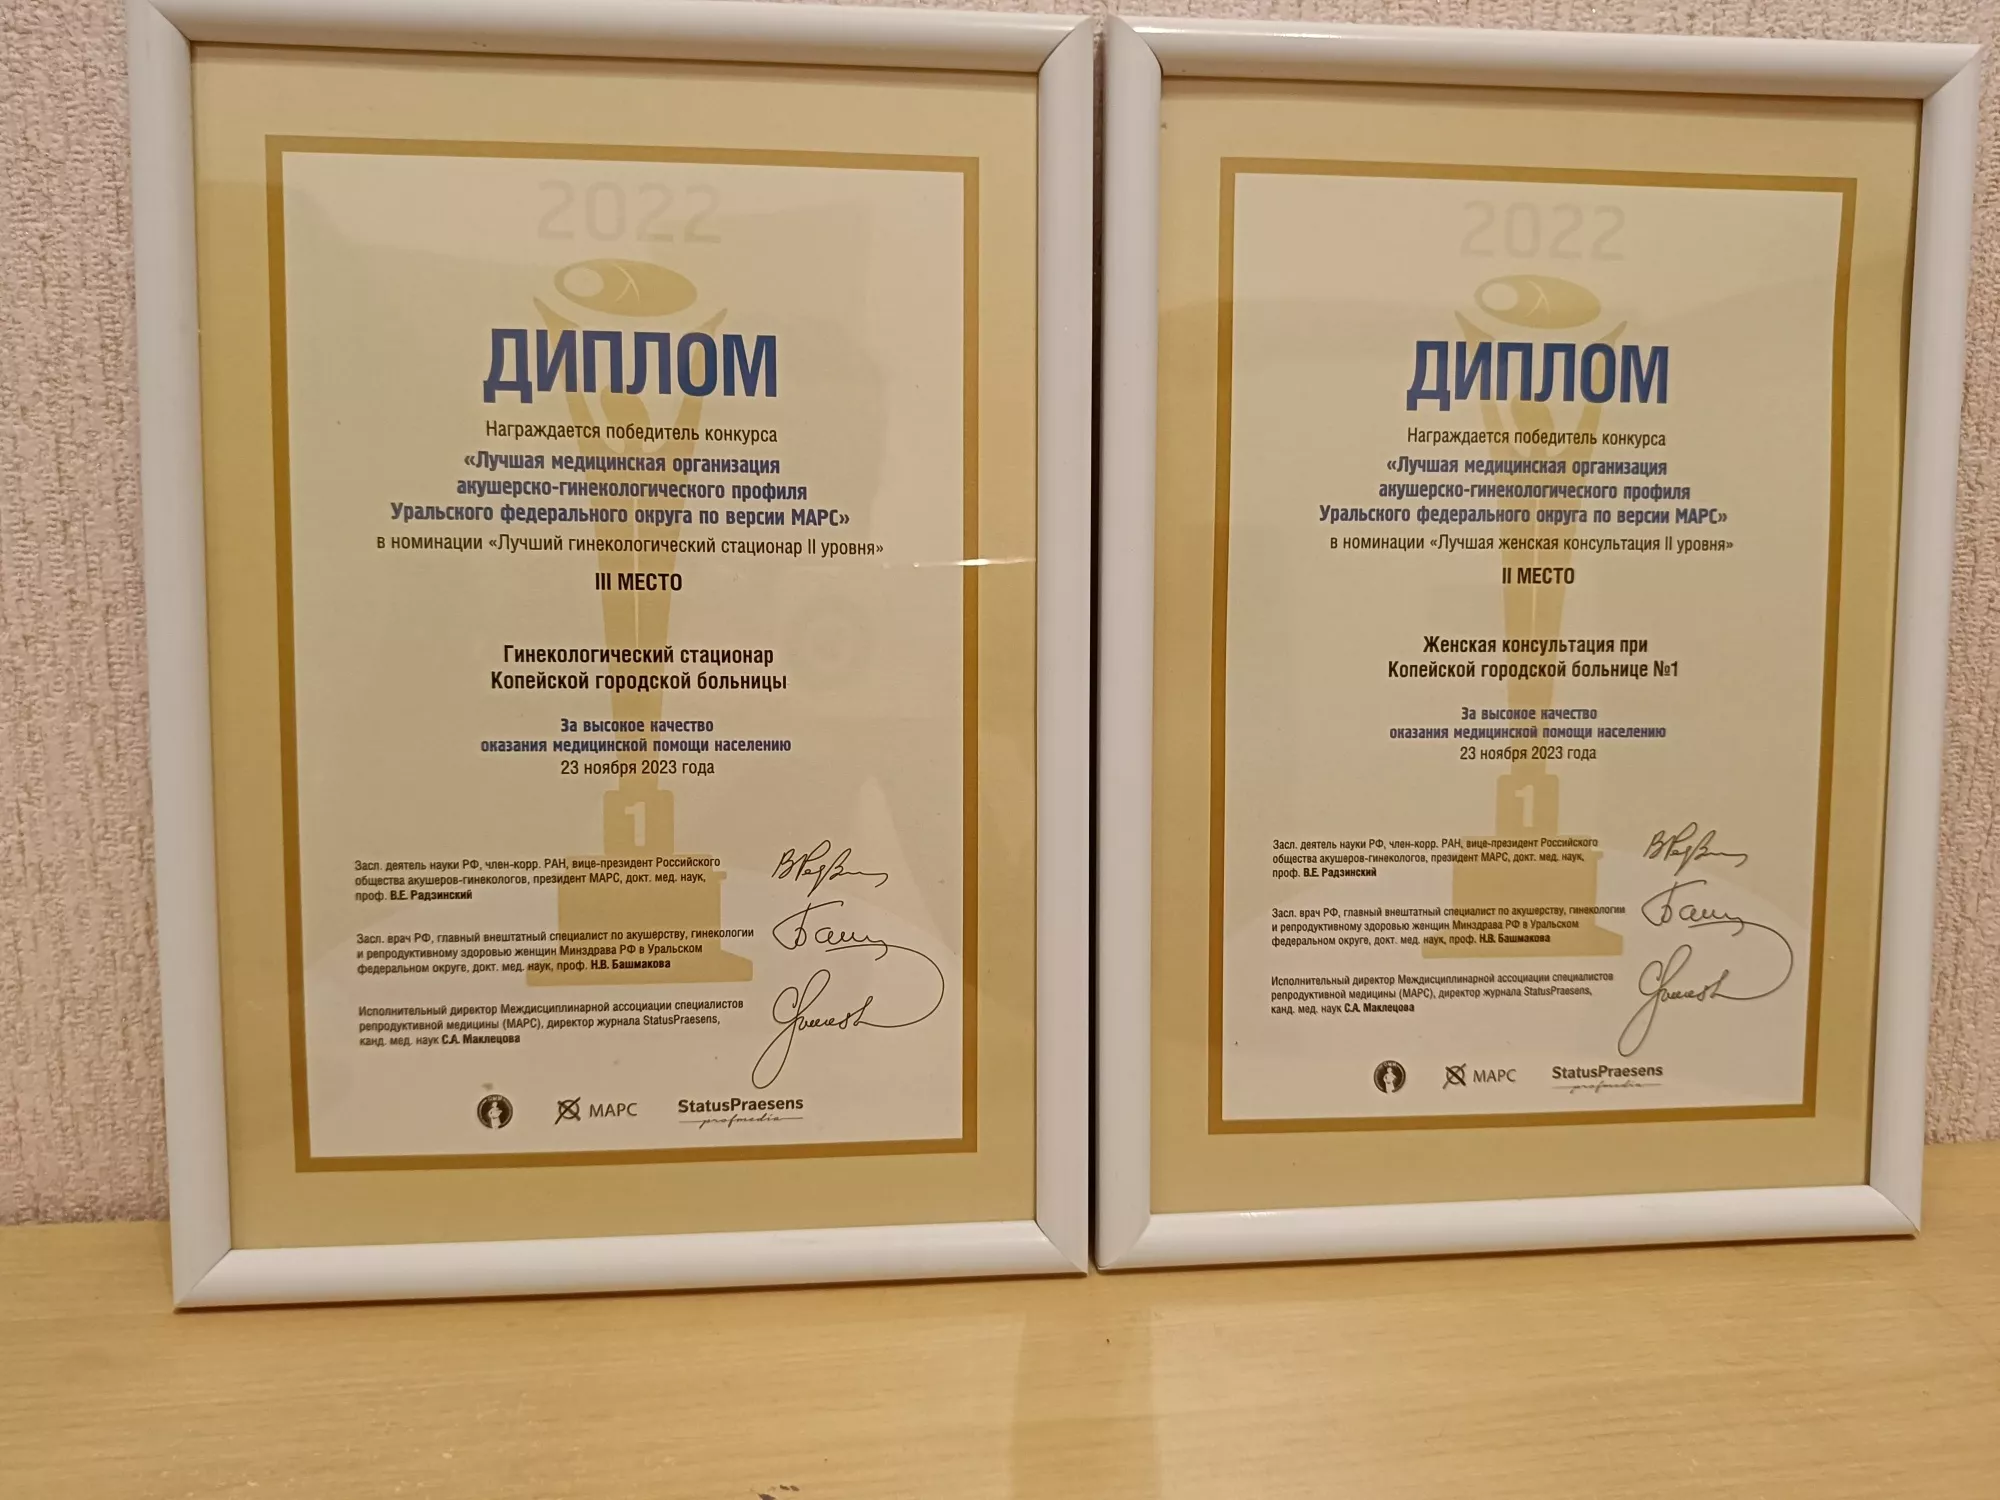 2022
ДИПЛОМ
Награждается победитель конкурса
«Лучшая медицинская организация
акушерско-гинекологического профиля
Уральского федерального округа по версии МАРС»
в номинации «Лучший гинекологический стационар II уровня»
III МЕСТО
Гинекологический стационар
Копейской городской больницы
За высокое качество
оказания медицинской помощи населению
23 ноября 2023 года
1
Засл. деятель науки РФ, член-корр. РАН, вице-президент Российского
общества акушеров-гинекологов, президент МАРС, докт. мед. наук,
проф. В.Е. Радзинский
Засл. врач РФ, главный внештатный специалист по акушерству, гинекологии
и репродуктивному здоровью женщин Минздрава РФ в Уральском
федеральном округе, докт. мед. наук, проф. Н.В. Башмакова
Исполнительный директор Междисциплинарной ассоциации специалистов
репродуктивной медицины (МАРС), директор журнала StatusPraesens,
канд. мед. наук С.А. Маклецова
МАРС
StatusPraesens
profmedia
2022
ДИПЛОМ
Награждается победитель конкурса
«Лучшая медицинская организация
акушерско-гинекологического профиля
Уральского федерального округа по версии МАРС»
в номинации «Лучшая женская консультация II уровня»
II МЕСТО
Женская консультация при
Копейской городской больнице №1
За высокое качество
оказания медицинской помощи населению
23 ноября 2023 года
1
Засл. деятель науки РФ, член-корр. РАН, вице-президент Российского
общества акушеров-гинекологов, президент МАРС, докт. мед. наук,
проф. В.Е. Радзинский
Засл. врач РФ, главный внештатный специалист по акушерству, гинекологии
и репродуктивному здоровью женщин Минздрава РФ в Уральском
федеральном округе, докт. мед. наук, проф. Н.В. Башмакова
Исполнительный директор Междисциплинарной ассоциации специалистов
репродуктивной медицины (МАРС), директор журнала StatusPraesens,
канд. мед. наук С.А. Маклецова
МАРС
StatusPraesens
profmedia